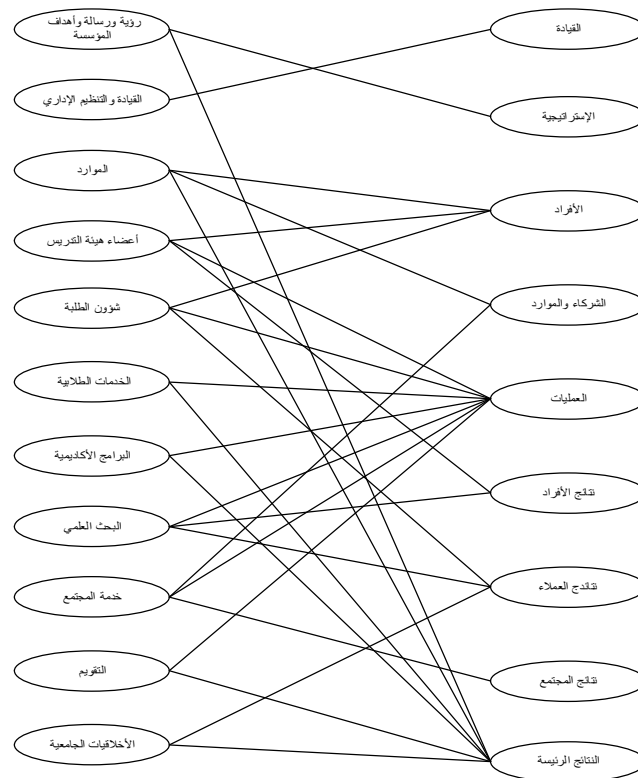 رؤية ورسالة وأهداف
المؤسسة
القيادة
القيادة والتنظيم الإداري
الإستراتيجية
الموارد
الأفراد
أعضاء هيئة التدريس
شؤون الطلبة
الشركاء والموارد
الخدمات الطلابية
العمليات
البرامج الأكاديمية
نتائج الأفراد
البحث العلمي
نتائدج العملاء
خدمة المجتمع
التقويم
نتائج المجتمع
الأخلاقيات الجامعية
النتائج الرئيسة